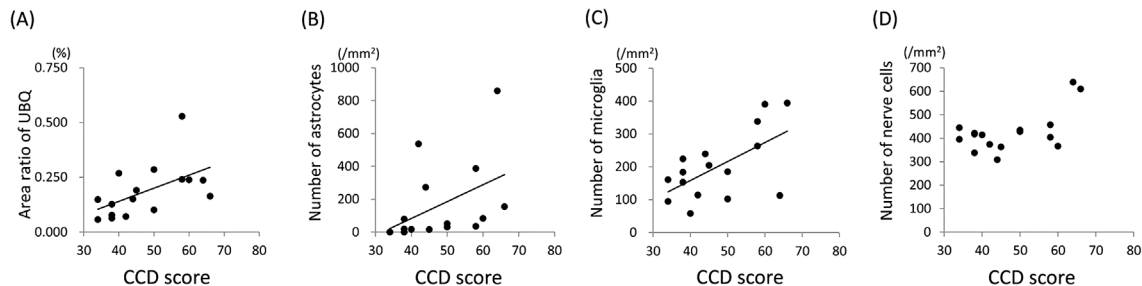 (A)
(%)
0.750
0.500
0.250
0.000
Area ratio of UBQ
30 40 50 60 70 80
CCD score
(B)
(/mm²)
1000
800
600
400
200
0
Number of astrocytes
30 40 50 60 70 80
CCD score
(C)
(/mm²)
500
400
300
200
100
0
Number of microglia
30 40 50 60 70 80
CCD score
(D)
(/mm²)
700
600
500
400
300
200
100
0
Number of nerve cells
30 40 50 60 70 80
CCD score